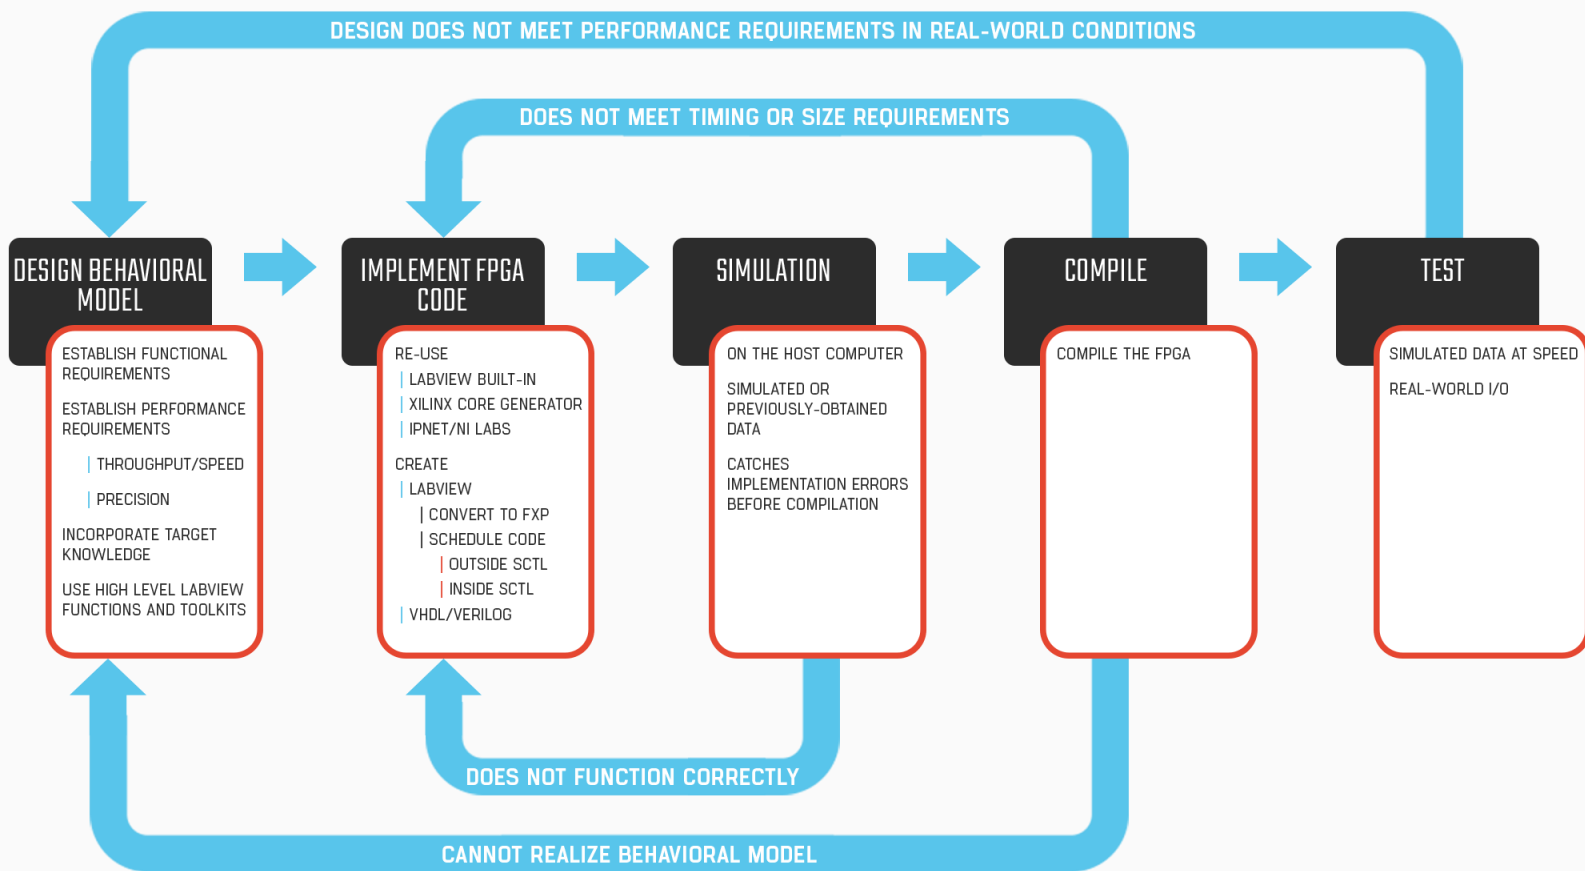 DESIGN DOES NOT MEET PERFORMANCE REQUIREMENTS IN REAL-WORLD CONDITIONS
DOES NOT MEET TIMING OR SIZE REQUIREMENTS
DESIGN BEHAVIORAL
MODEL
ESTABLISH FUNCTIONAL
REQUIREMENTS
ESTABLISH PERFORMANCE
REQUIREMENTS
| THROUGHPUT/SPEED
| PRECISION
INCORPORATE TARGET
KNOWLEDGE
USE HIGH LEVEL LABVIEW
FUNCTIONS AND TOOLKITS
IMPLEMENT FPGA
CODE
RE-USE
| LABVIEW BUILT-IN
| XILINX CORE GENERATOR
| IPNET/NI LABS
CREATE
| LABVIEW
| CONVERT TO FXP
| SCHEDULE CODE
| OUTSIDE SCTL
| INSIDE SCTL
| VHDL/VERILOG
SIMULATION
ON THE HOST COMPUTER
SIMULATED OR
PREVIOUSLY-OBTAINED
DATA
CATCHES
IMPLEMENTATION ERRORS
BEFORE COMPILATION
COMPILE
COMPILE THE FPGA
TEST
SIMULATED DATA AT SPEED
REAL-WORLD I/O
DOES NOT FUNCTION CORRECTLY
CANNOT REALIZE BEHAVIORAL MODEL